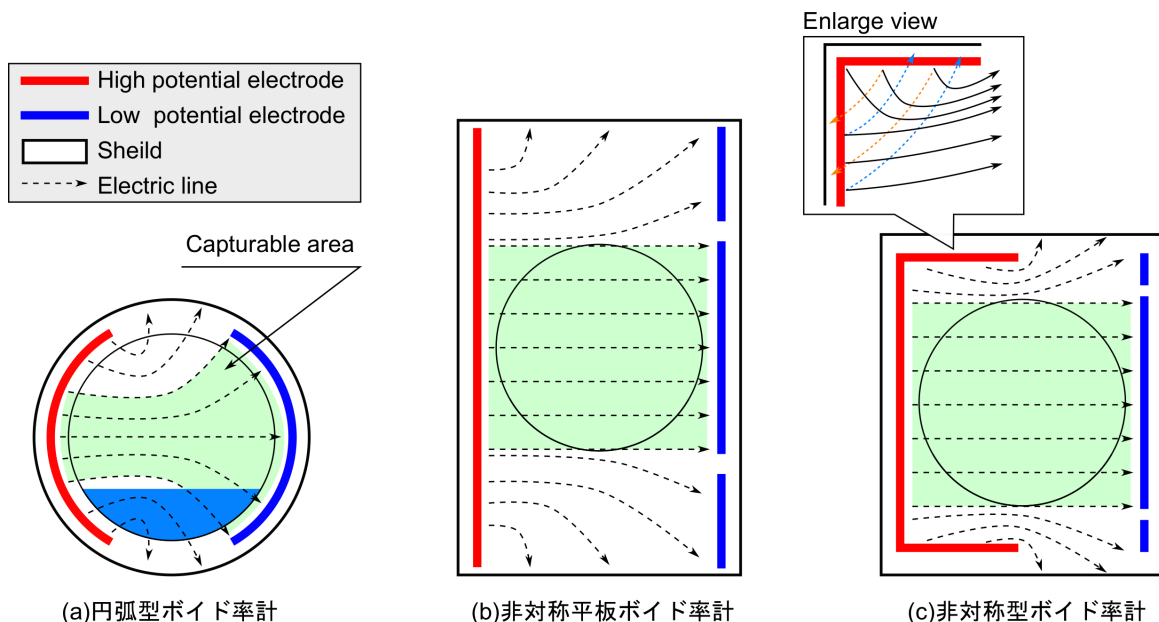 Enlarge view
High potential electrode
Low potential electrode
Sheild
Electric line
Capturable area
(a)円弧型ボイド率計
(b)非対称平板ボイド率計
(c)非対称型ボイド率計